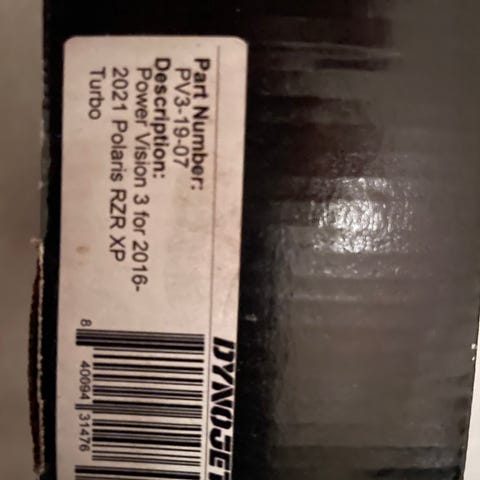 Part Number:
PV3-19-07
Description:
Power Vision 3 for 2016-
2021 Polaris RZR XP
Turbo
DYNOJET
8 40094 31476